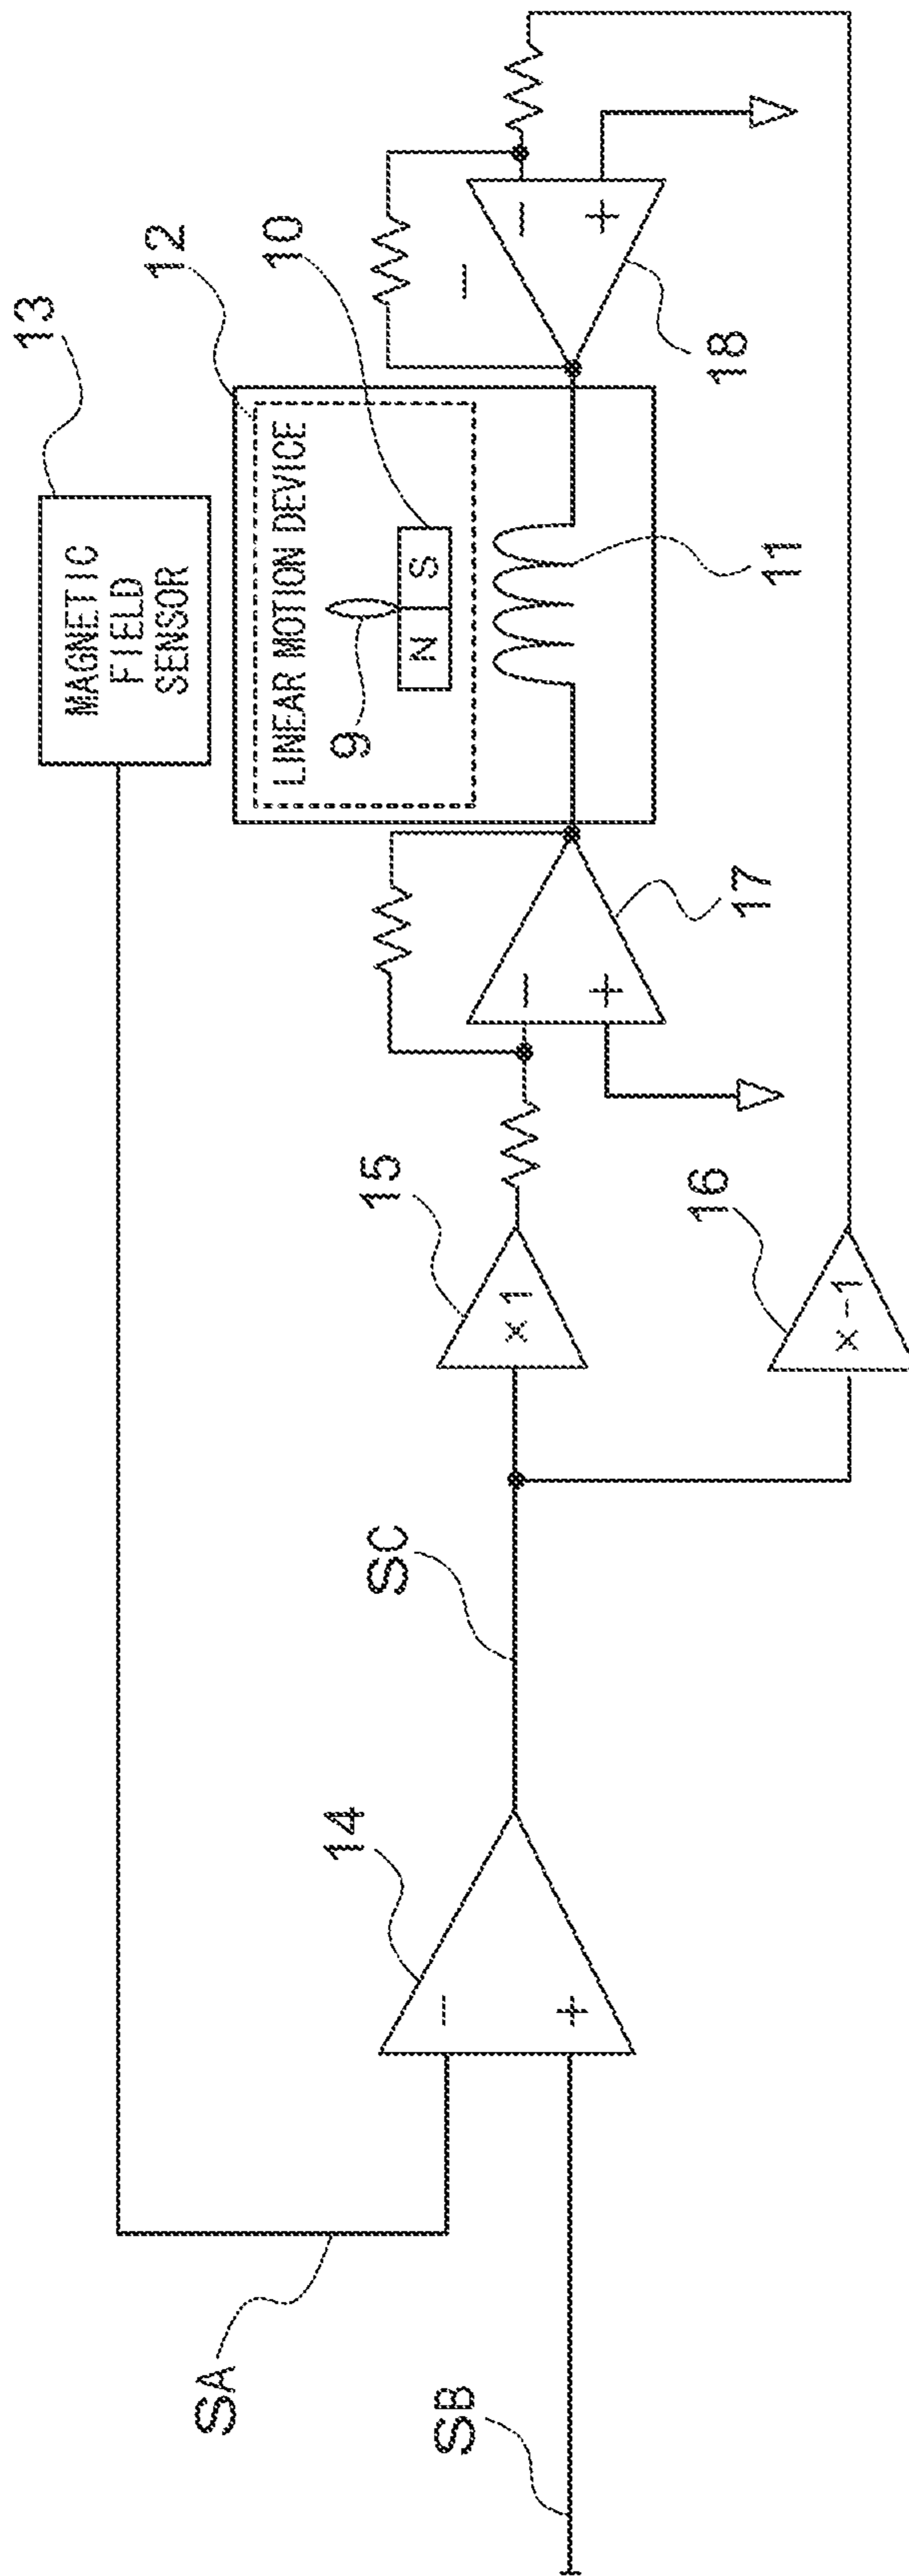 13
MAGNETIC
FIELD
SENSOR
12
LINEAR MOTION DEVICE
10
9
N S
11
- +
18
-
- +
17
15
×1
16
×-1
SC
14
- +
SA
SB